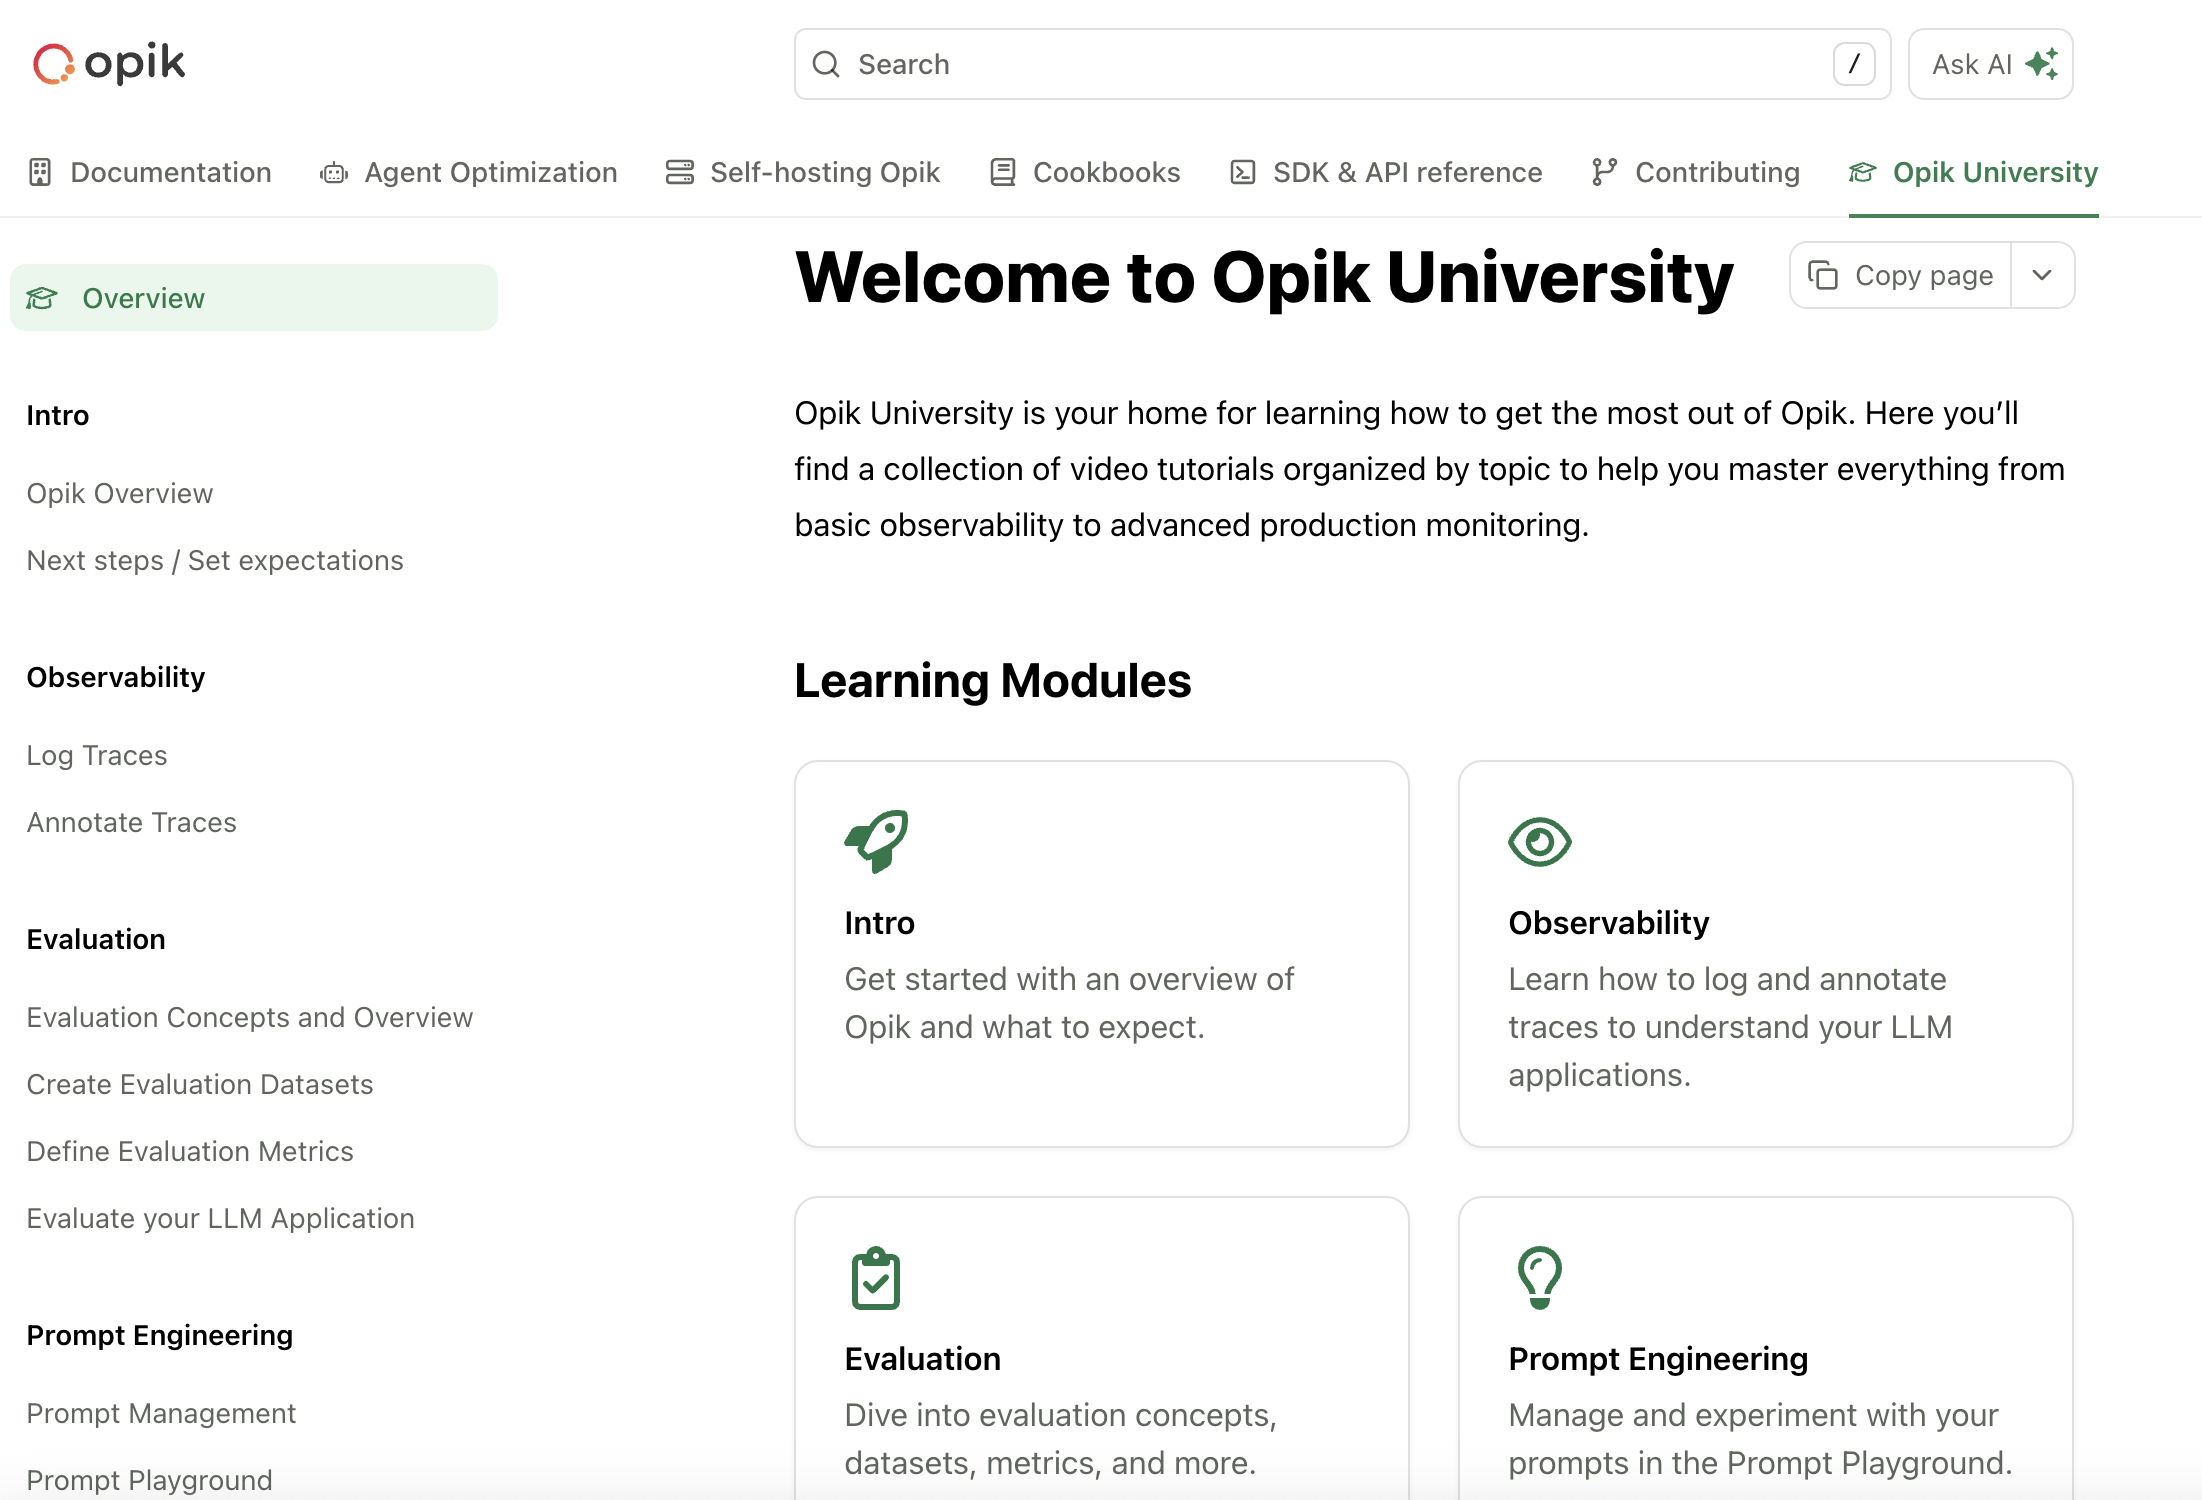 opik
Search
/
Ask AI
Documentation
Agent Optimization
Self-hosting Opik
Cookbooks
SDK & API reference
Contributing
Opik University
Overview
Intro
Opik Overview
Next steps / Set expectations
Observability
Log Traces
Annotate Traces
Evaluation
Evaluation Concepts and Overview
Create Evaluation Datasets
Define Evaluation Metrics
Evaluate your LLM Application
Prompt Engineering
Prompt Management
Prompt Playground
Welcome to Opik University
Copy page
Opik University is your home for learning how to get the most out of Opik. Here you’ll
find a collection of video tutorials organized by topic to help you master everything from
basic observability to advanced production monitoring.
Learning Modules
Intro
Get started with an overview of
Opik and what to expect.
Observability
Learn how to log and annotate
traces to understand your LLM
applications.
Evaluation
Dive into evaluation concepts,
datasets, metrics, and more.
Prompt Engineering
Manage and experiment with your
prompts in the Prompt Playground.